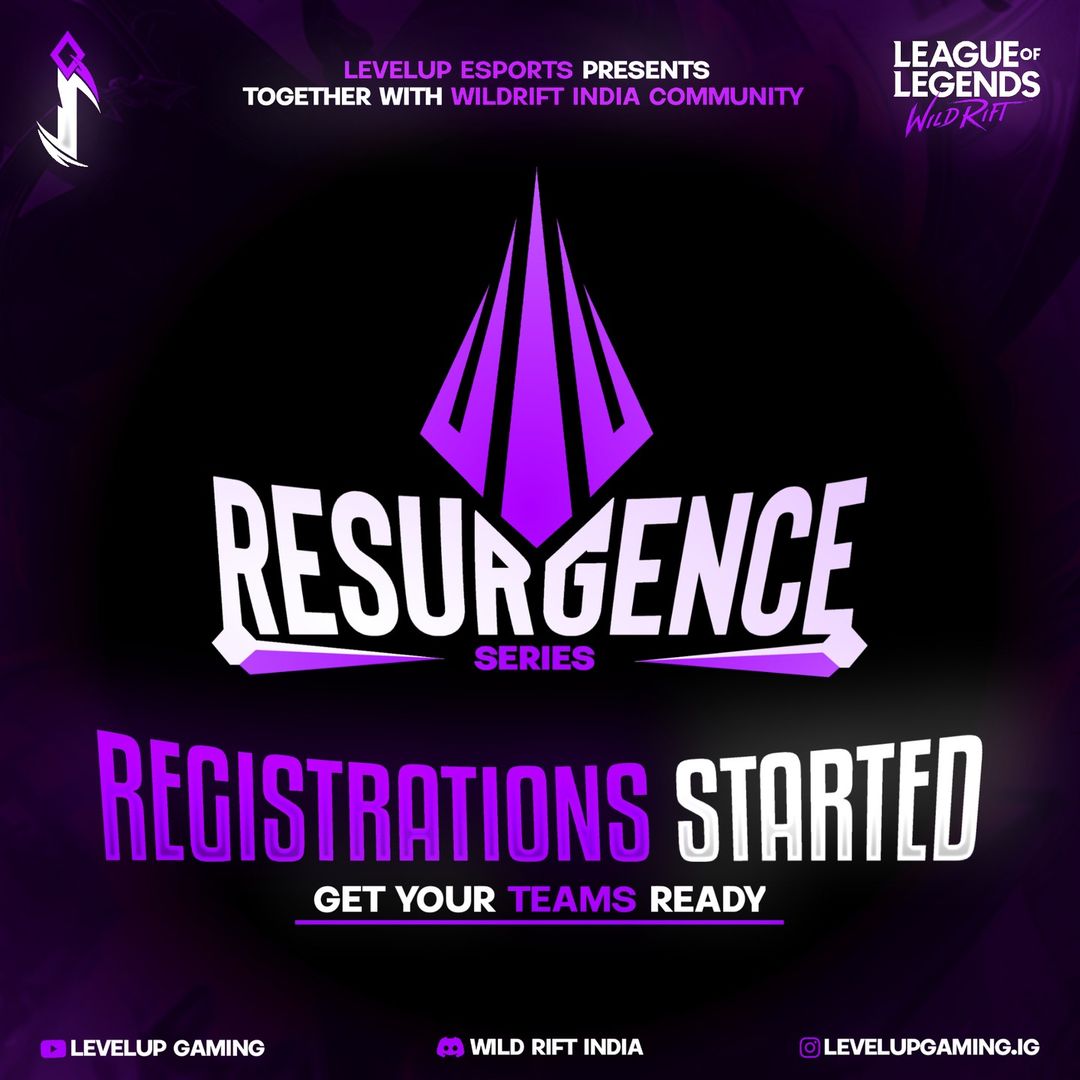 LEVELUP ESPORTS PRESENTS
TOGETHER WITH WILDRIFT INDIA COMMUNITY
LEAGUE OF
LEGENDS
WILD RIFT
RESURGENCE
SERIES
REGISTRATIONS STARTED
GET YOUR TEAMS READY
LEVELUP GAMING
WILD RIFT INDIA
LEVELUPGAMING.IG